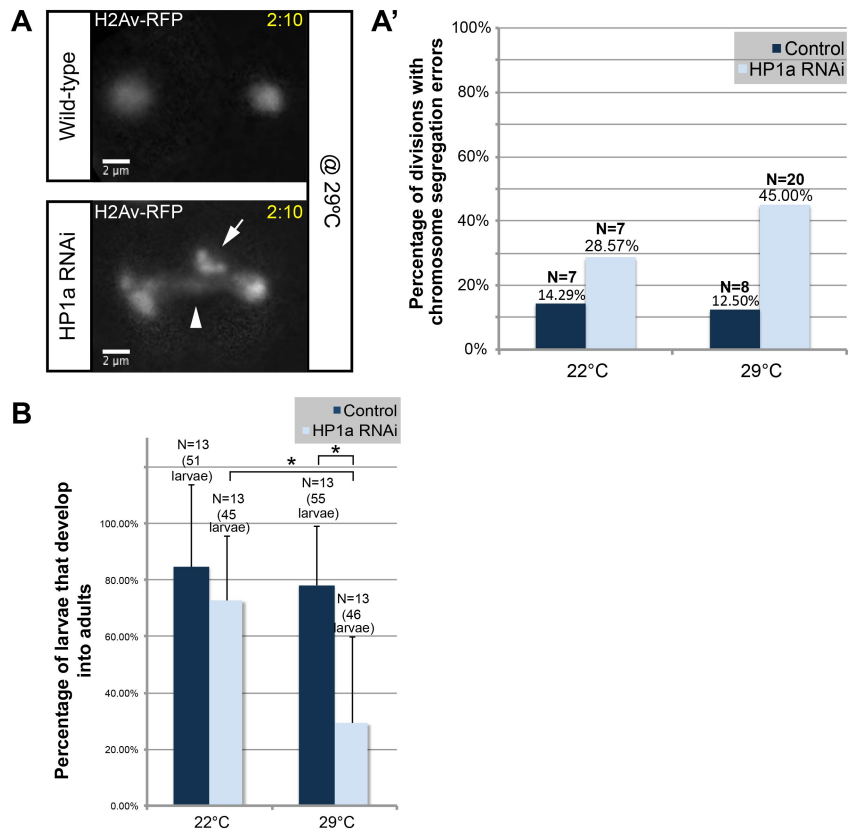 A
H2Av-RFP 2:10
Wild-type
2 µm
H2Av-RFP 2:10
HP1a RNAi
2 µm
@ 29ºC
A'
Percentage of divisions with
chromosome segregation errors
100%
80%
60%
40%
20%
0%
Control
HP1a RNAi
N=7
14.29%
N=7
28.57%
N=8
12.50%
N=20
45.00%
22°C
29°C
B
Percentage of larvae that develop
into adults
100.00%
80.00%
60.00%
40.00%
20.00%
0.00%
Control
HP1a RNAi
N=13
(51
larvae)
N=13
(45
larvae)
*
*
N=13
(55
larvae)
N=13
(46
larvae)
22°C
29°C